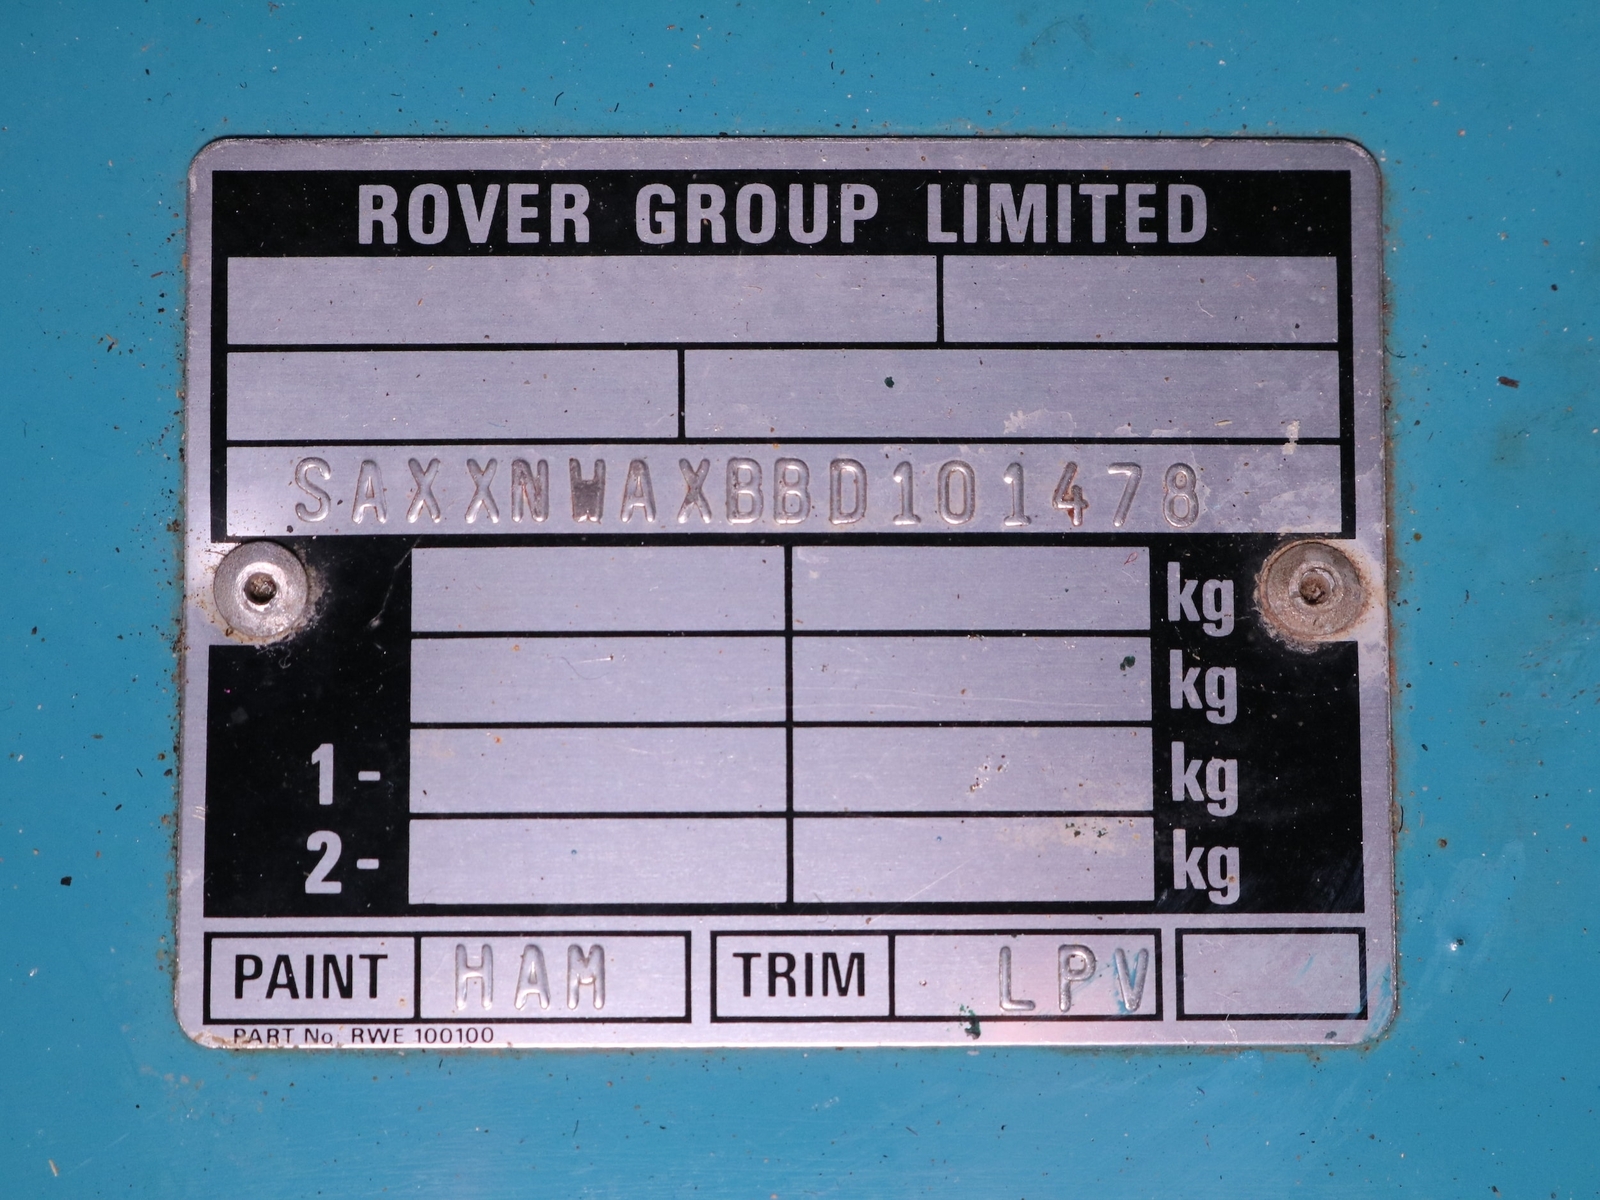 ROVER GROUP LIMITED
SAXXNWAXBBD101478
kg
kg
1- kg
2- kg
PAINT HAM TRIM LPV
PART No. RWE 100100